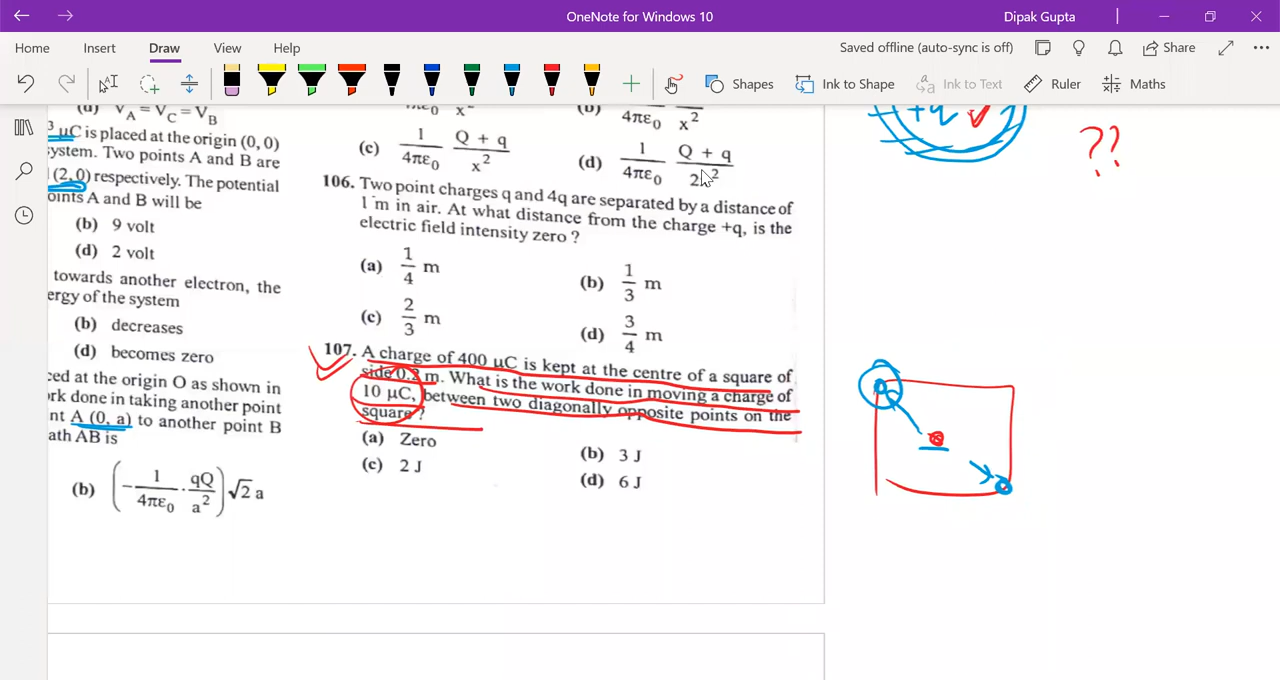 OneNote for Windows 10
Dipak Gupta
Home Insert Draw View Help
Saved offline (auto-sync is off)
Share
Shapes
Ink to Shape
Ink to Text
Ruler
Maths
(d) V_A = V_C = V_B
3 μC is placed at the origin (0, 0)
system. Two points A and B are
(2, 0) respectively. The potential
oints A and B will be
(b) 9 volt
(d) 2 volt
towards another electron, the
ergy of the system
(b) decreases
(d) becomes zero
ced at the origin O as shown in
rk done in taking another point
nt A (0, a) to another point B
ath AB is
(b) (-1/4πε₀ · qQ/a²) √2 a
4πε₀ x²
(b) 4πε₀ x²
(c) 1/4πε₀ Q + q/x²
(d) 1/4πε₀ Q + q/2x²
106. Two point charges q and 4q are separated by a distance of
1 m in air. At what distance from the charge +q, is the
electric field intensity zero ?
(a) 1/4 m
(b) 1/3 m
(c) 2/3 m
(d) 3/4 m
107. A charge of 400 μC is kept at the centre of a square of
side 0.2 m. What is the work done in moving a charge of
10 μC, between two diagonally opposite points on the
square ?
(a) Zero
(b) 3 J
(c) 2 J
(d) 6 J
+q
??